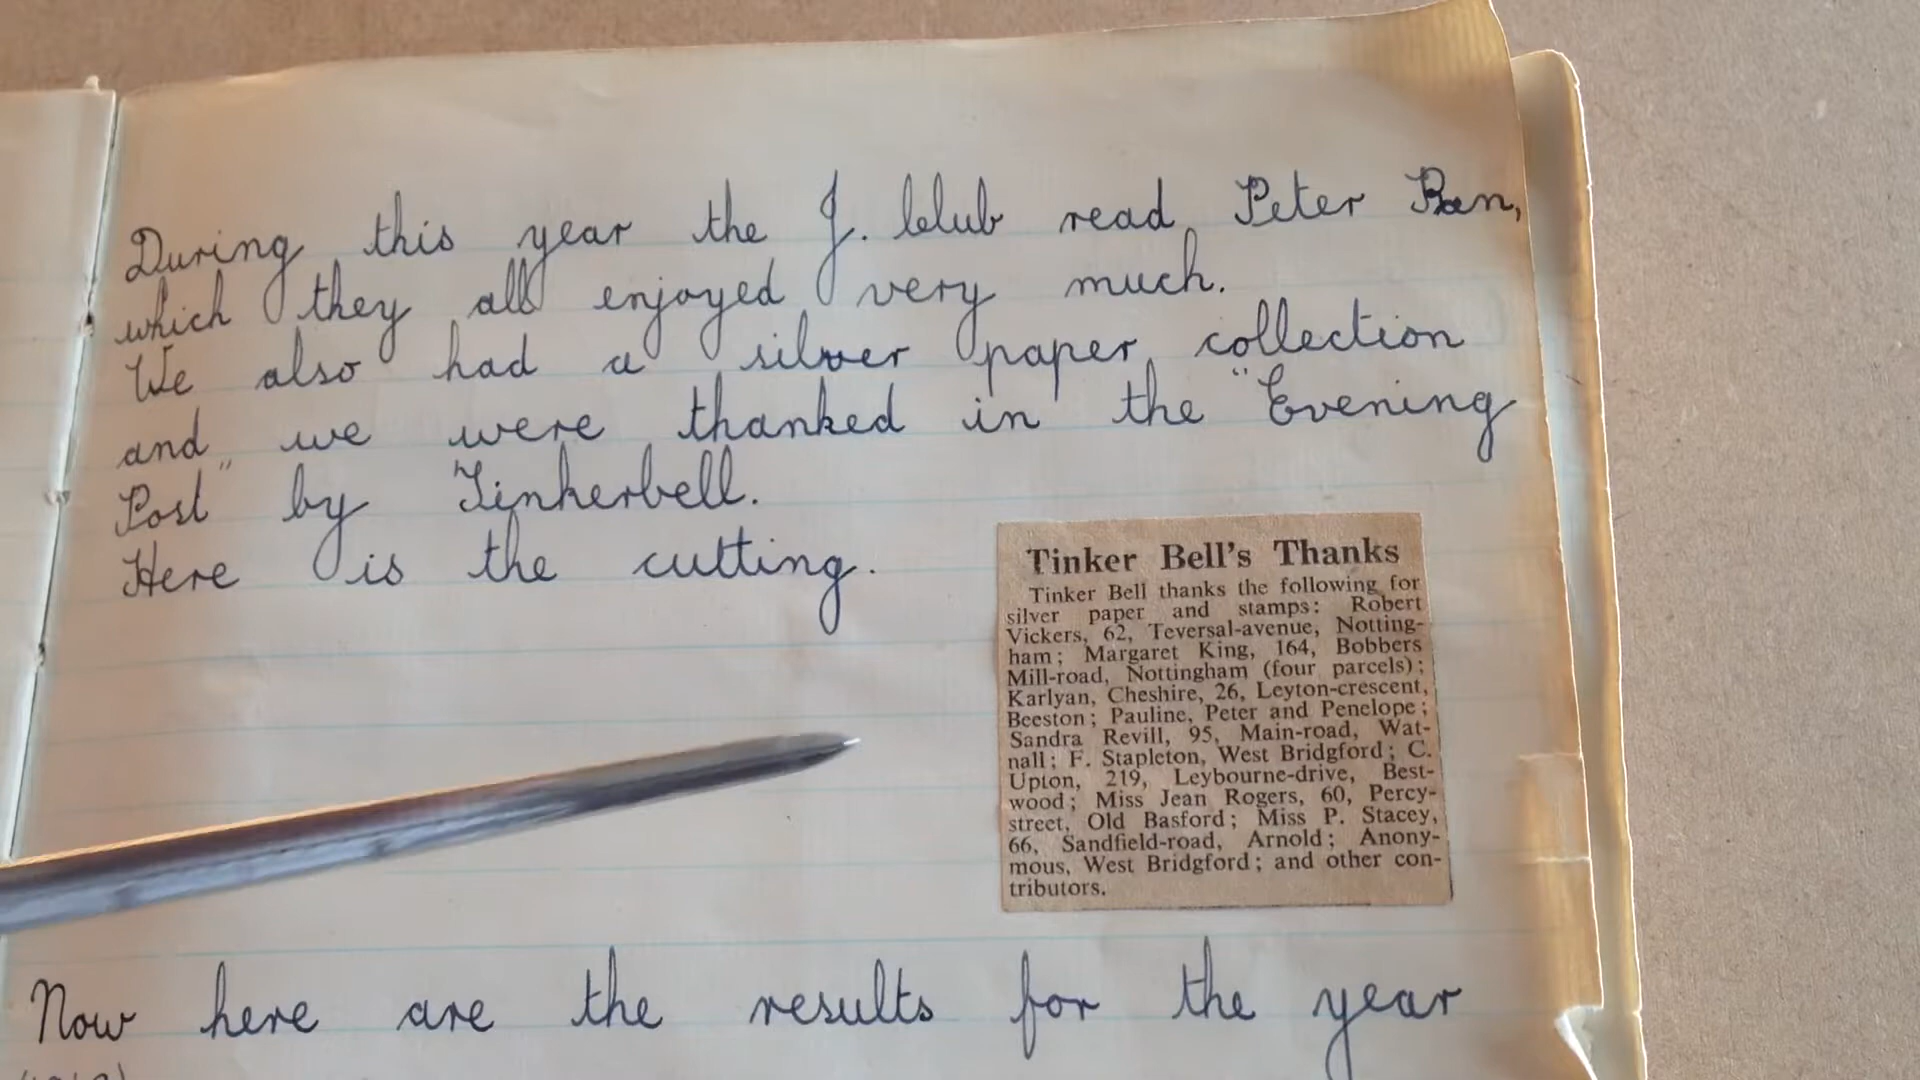 During this year the J. Club read Peter Pan,
which they all enjoyed very much.
We also had a silver paper collection
and we were thanked in the "Evening
Post" by Tinkerbell.
Here is the cutting.
Tinker Bell's Thanks
Tinker Bell thanks the following for
silver paper and stamps: Robert
Vickers, 62, Teversal-avenue, Notting-
ham; Margaret King, 164, Bobbers
Mill-road, Nottingham (four parcels);
Karlyan, Cheshire, 26, Leyton-crescent,
Beeston; Pauline, Peter and Penelope;
Sandra Revill, 95, Main-road, Wat-
nall; F. Stapleton, West Bridgford; C.
Upton, 219, Leybourne-drive, Best-
wood; Miss Jean Rogers, 60, Percy-
street, Old Basford; Miss P. Stacey,
66, Sandfield-road, Arnold; Anony-
mous, West Bridgford; and other con-
tributors.
Now here are the results for the year